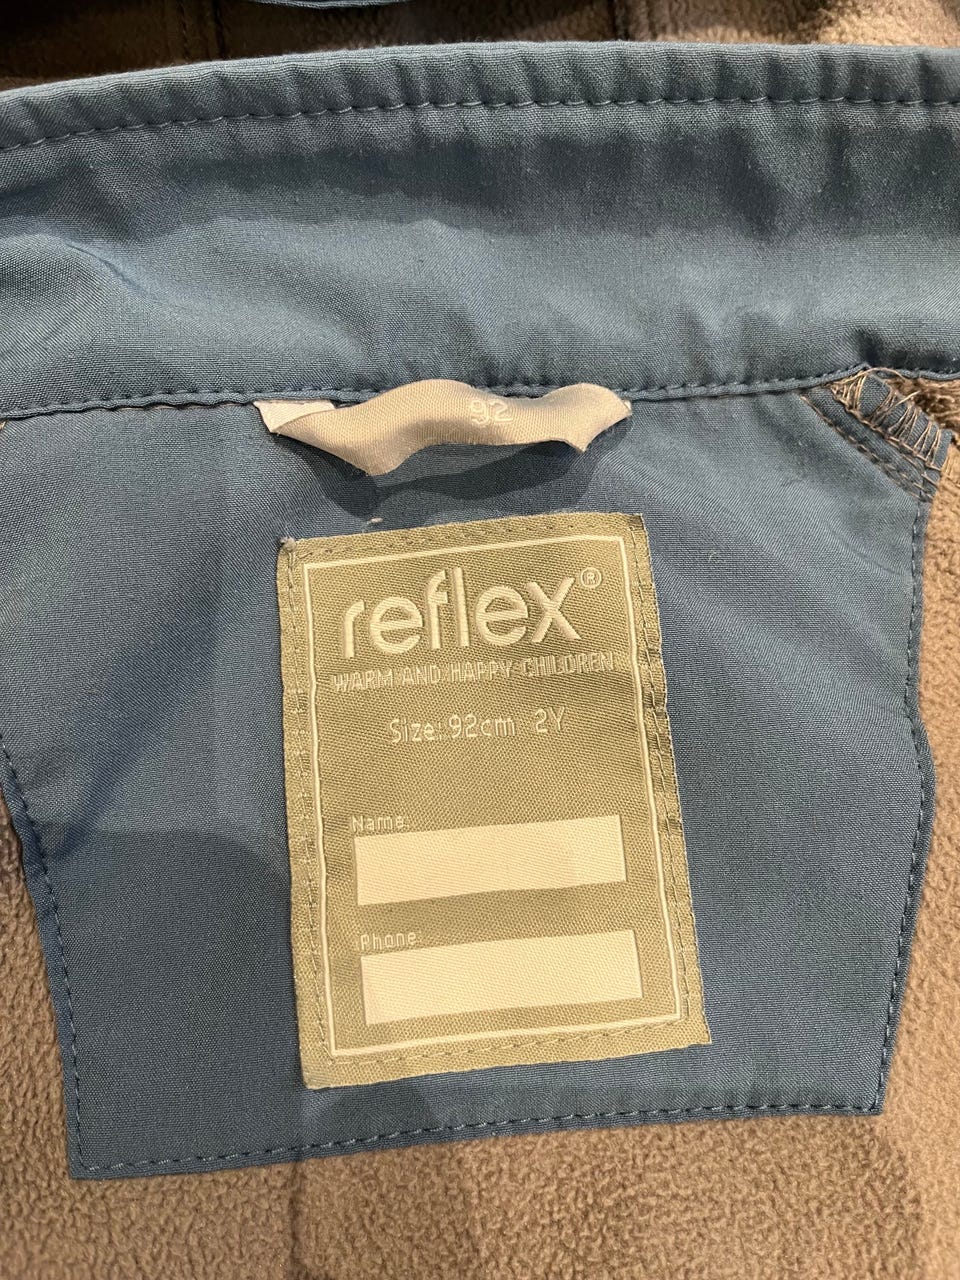 92
reflex®
WARM AND HAPPY CHILDREN
Size: 92cm 2Y
Name
Phone